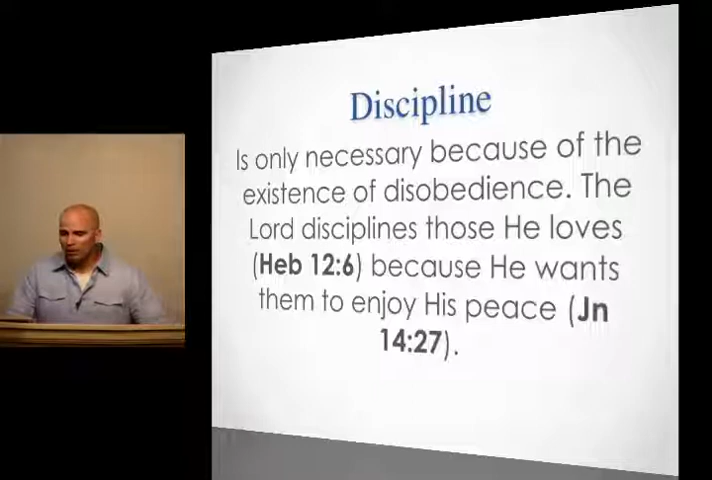 Discipline
Is only necessary because of the
existence of disobedience. The
Lord disciplines those He loves
(Heb 12:6) because He wants
them to enjoy His peace (Jn
14:27).